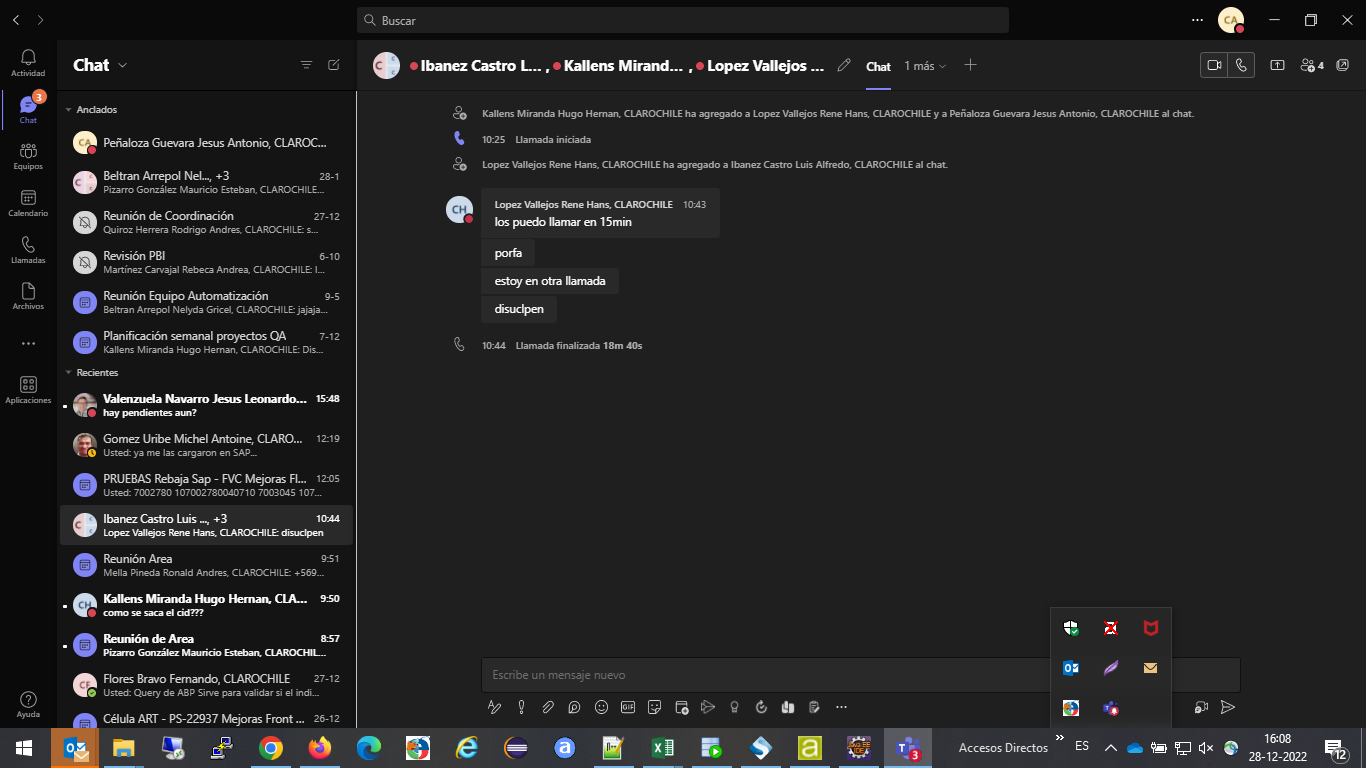 Buscar
CA
Actividad
3
Chat
Equipos
Calendario
Llamadas
Archivos
Aplicaciones
Ayuda
Chat
Anclados
Peñaloza Guevara Jesus Antonio, CLAROC...
Beltran Arrepol Nel..., +3 28-1
Pizarro González Mauricio Esteban, CLAROCHILE...
Reunión de Coordinación 27-12
Quiroz Herrera Rodrigo Andres, CLAROCHILE: s...
Revisión PBI 6-10
Martínez Carvajal Rebeca Andrea, CLAROCHILE: I...
Reunión Equipo Automatización 9-5
Beltran Arrepol Nelyda Gricel, CLAROCHILE: jajaja...
Planificación semanal proyectos QA 7-12
Kallens Miranda Hugo Hernan, CLAROCHILE: Dis...
Recientes
Valenzuela Navarro Jesus Leonardo... 15:48
hay pendientes aun?
Gomez Uribe Michel Antoine, CLARO... 12:19
Usted: ya me las cargaron en SAP...
PRUEBAS Rebaja Sap - FVC Mejoras Fl... 12:05
Usted: 7002780 107002780040710 7003045 107...
Ibanez Castro Luis ..., +3 10:44
Lopez Vallejos Rene Hans, CLAROCHILE: disuclpen
Reunión Area 9:51
Mella Pineda Ronald Andres, CLAROCHILE: +569...
Kallens Miranda Hugo Hernan, CLA... 9:50
como se saca el cid???
Reunión de Area 8:57
Pizarro González Mauricio Esteban, CLAROCHIL...
Flores Bravo Fernando, CLAROCHILE 27-12
Usted: Query de ABP Sirve para validar si el indi...
Célula ART - PS-22937 Mejoras Front ... 26-12
Ibanez Castro L... , Kallens Mirand... , Lopez Vallejos ... Chat 1 más 4
Kallens Miranda Hugo Hernan, CLAROCHILE ha agregado a Lopez Vallejos Rene Hans, CLAROCHILE y a Peñaloza Guevara Jesus Antonio, CLAROCHILE al chat.
10:25 Llamada iniciada
Lopez Vallejos Rene Hans, CLAROCHILE ha agregado a Ibanez Castro Luis Alfredo, CLAROCHILE al chat.
CH
Lopez Vallejos Rene Hans, CLAROCHILE 10:43
los puedo llamar en 15min
porfa
estoy en otra llamada
disuclpen
10:44 Llamada finalizada 18m 40s
Escribe un mensaje nuevo
GIF
Accesos Directos
ES
16:08
28-12-2022
12
3